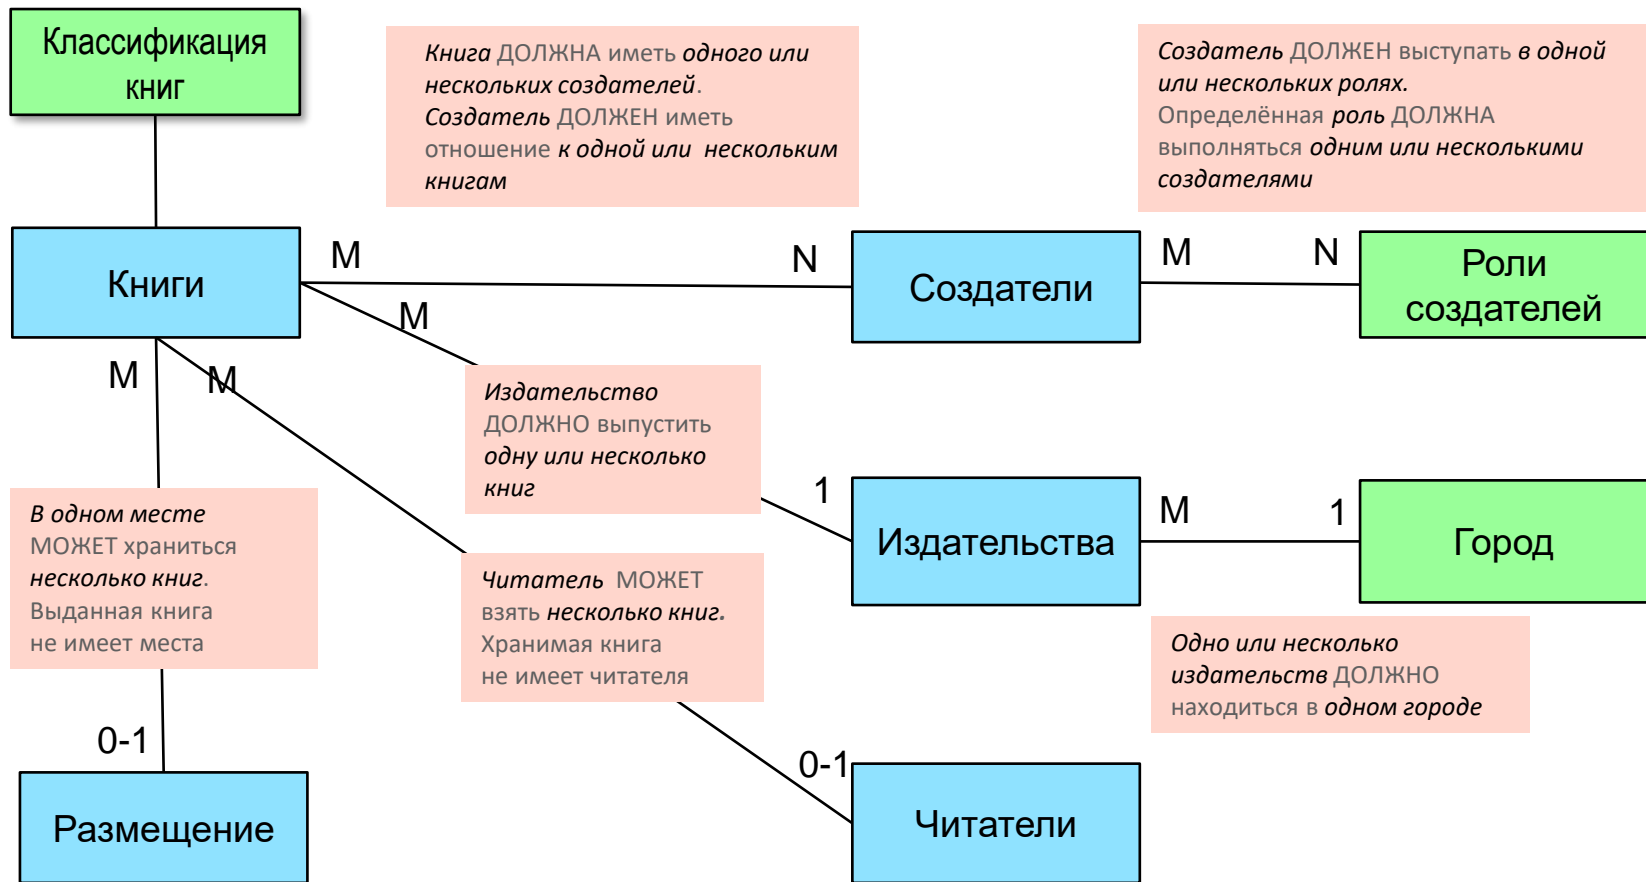 Классификация
книг
Книга ДОЛЖНА иметь одного или
нескольких создателей.
Создатель ДОЛЖЕН иметь
отношение к одной или нескольким
книгам
Создатель ДОЛЖЕН выступать в одной
или нескольких ролях.
Определённая роль ДОЛЖНА
выполняться одним или несколькими
создателями
Книги
M
N
Создатели
M
N
Роли
создателей
M
M
M
Издательство
ДОЛЖНО выпустить
одну или несколько
книг
1
Издательства
M
1
Город
В одном месте
МОЖЕТ храниться
несколько книг.
Выданная книга
не имеет места
Читатель МОЖЕТ
взять несколько книг.
Хранимая книга
не имеет читателя
Одно или несколько
издательств ДОЛЖНО
находиться в одном городе
0-1
0-1
Размещение
Читатели